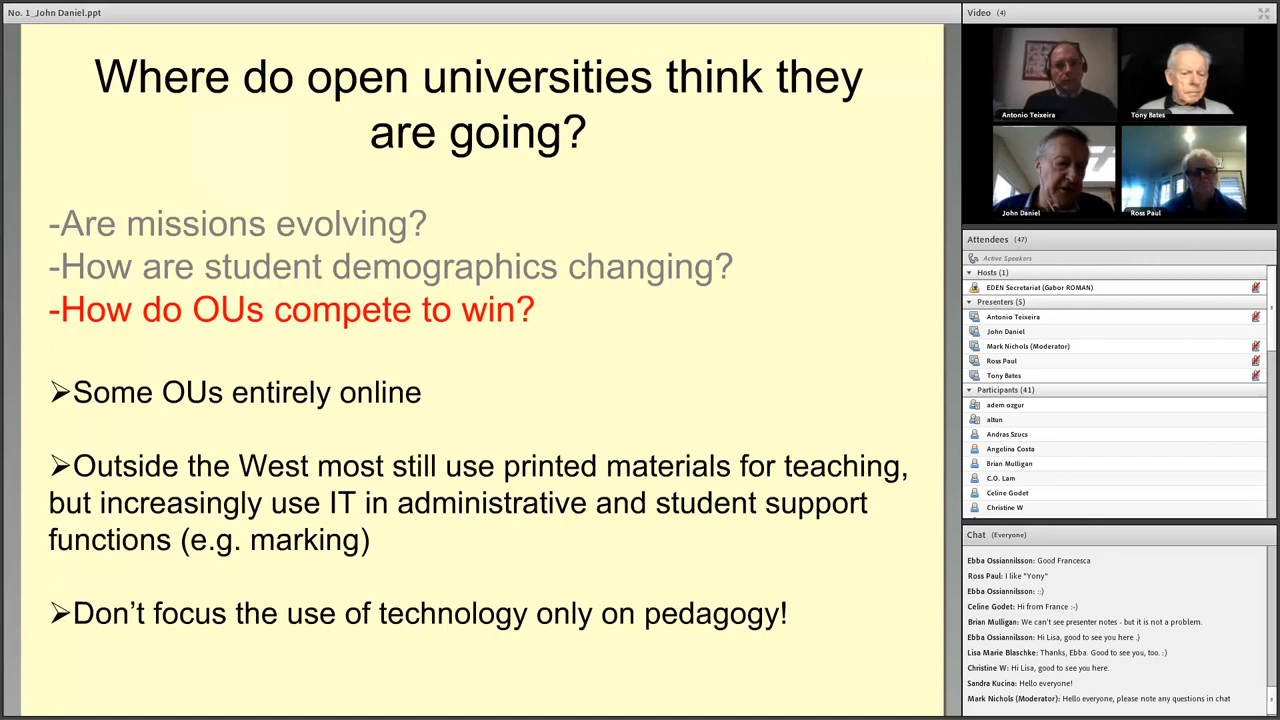 No. 1_John Daniel.ppt
Where do open universities think they
are going?
-Are missions evolving?
-How are student demographics changing?
-How do OUs compete to win?
➢Some OUs entirely online
➢Outside the West most still use printed materials for teaching,
but increasingly use IT in administrative and student support
functions (e.g. marking)
➢Don’t focus the use of technology only on pedagogy!
Video (4)
Antonio Teixeira
Tony Bates
John Daniel
Ross Paul
Attendees (47)
Active Speakers
Hosts (1)
EDEN Secretariat (Gabor ROMAN)
Presenters (5)
Antonio Teixeira
John Daniel
Mark Nichols (Moderator)
Ross Paul
Tony Bates
Participants (41)
adem ozgur
altun
Andras Szucs
Angelina Costa
Brian Mulligan
C.O. Lam
Celine Godet
Christine W
Chat (Everyone)
Ebba Ossiannilsson: Good Francesca
Ross Paul: I like "Yony"
Ebba Ossiannilsson: ::)
Celine Godet: Hi from France :-)
Brian Mulligan: We can't see presenter notes - but it is not a problem.
Ebba Ossiannilsson: Hi Lisa, good to see you here .)
Lisa Marie Blaschke: Thanks, Ebba. Good to see you, too. :)
Christine W: Hi Lisa, good to see you here.
Sandra Kucina: Hello everyone!
Mark Nichols (Moderator): Hello everyone, please note any questions in chat